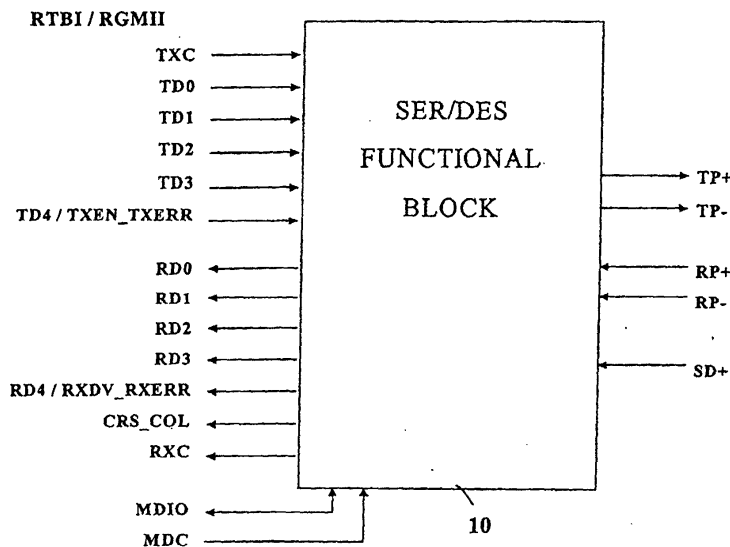 RTBI / RGMII
TXC
TD0
TD1
TD2
TD3
TD4 / TXEN_TXERR
RD0
RD1
RD2
RD3
RD4 / RXDV_RXERR
CRS_COL
RXC
MDIO
MDC
SER/DES
FUNCTIONAL
BLOCK
TP+
TP-
RP+
RP-
SD+
10